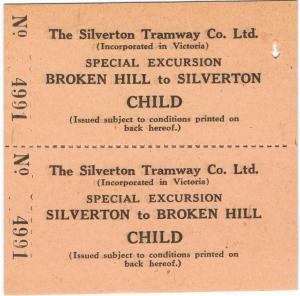 No 4991
The Silverton Tramway Co. Ltd.
(Incorporated in Victoria)
SPECIAL EXCURSION
BROKEN HILL to SILVERTON
CHILD
(Issued subject to conditions printed on
back hereof.)
No 4991
The Silverton Tramway Co. Ltd.
(Incorporated in Victoria)
SPECIAL EXCURSION
SILVERTON to BROKEN HILL
CHILD
(Issued subject to conditions printed on
back hereof.)